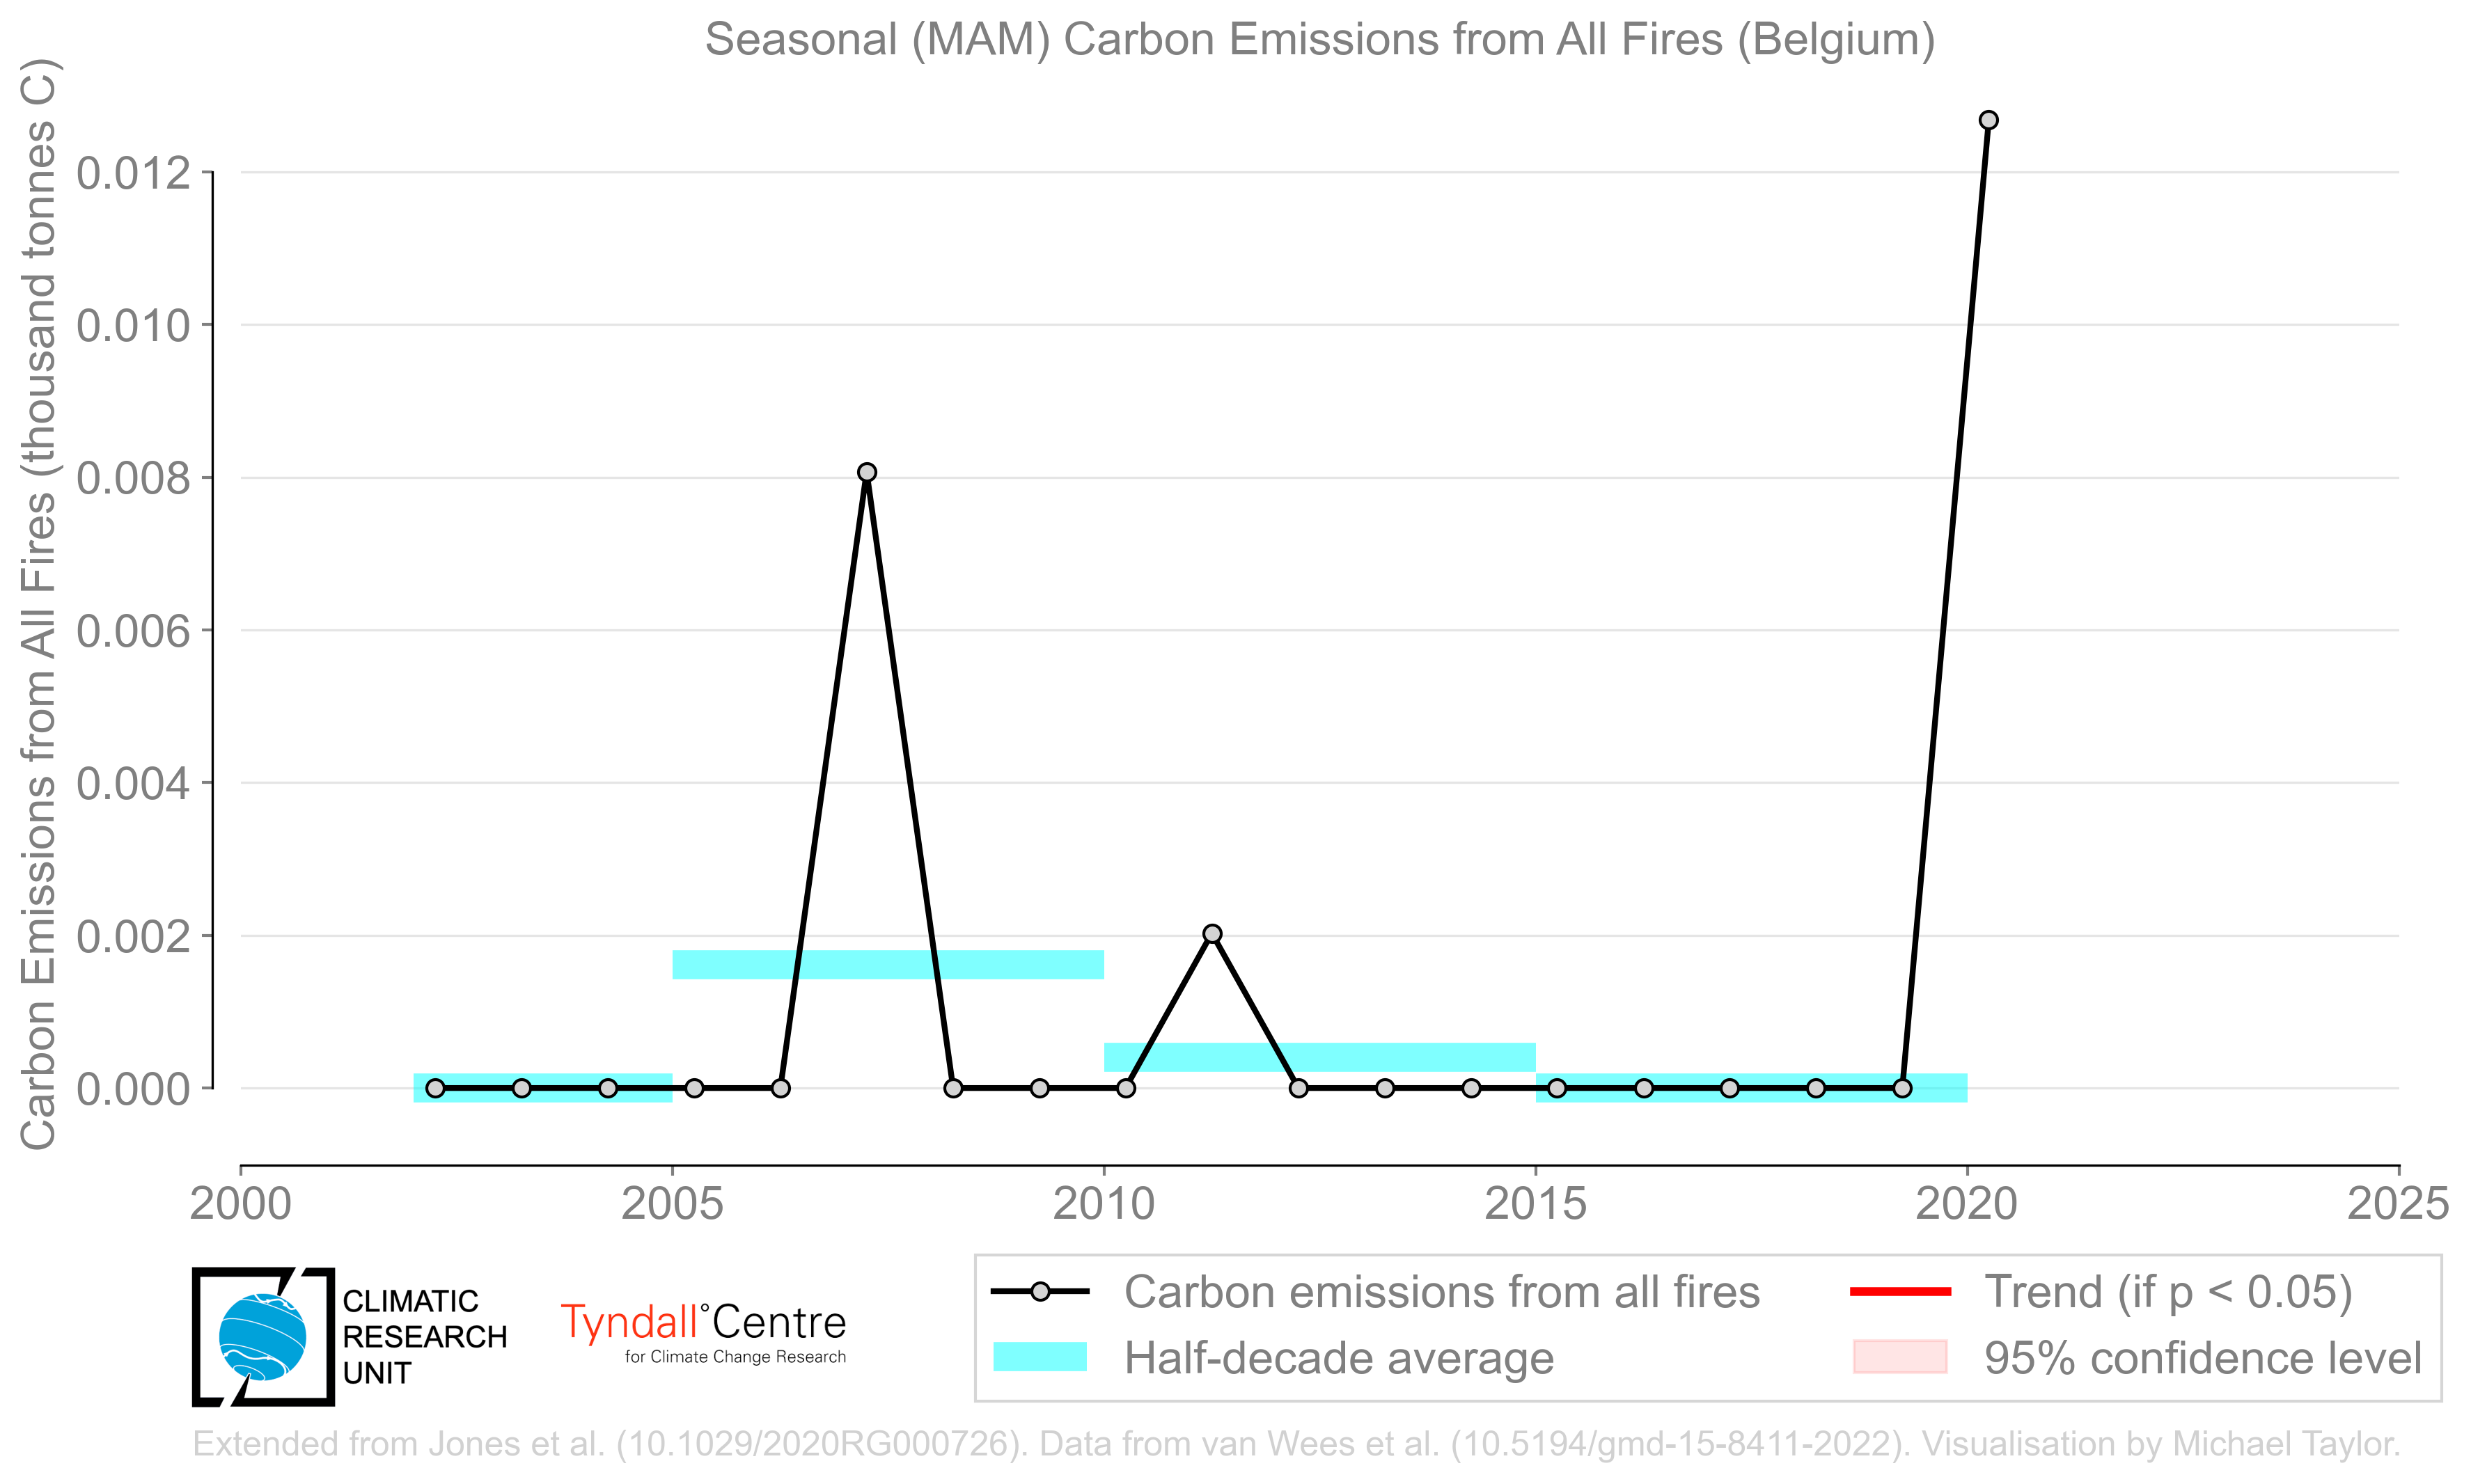 Seasonal (MAM) Carbon Emissions from All Fires (Belgium)
Carbon Emissions from All Fires (thousand tonnes C)
0.012
0.010
0.008
0.006
0.004
0.002
0.000
2000 2005 2010 2015 2020 2025
CLIMATIC
RESEARCH
UNIT
Tyndall°Centre
for Climate Change Research
Carbon emissions from all fires
Half-decade average
Trend (if p < 0.05)
95% confidence level
Extended from Jones et al. (10.1029/2020RG000726). Data from van Wees et al. (10.5194/gmd-15-8411-2022). Visualisation by Michael Taylor.